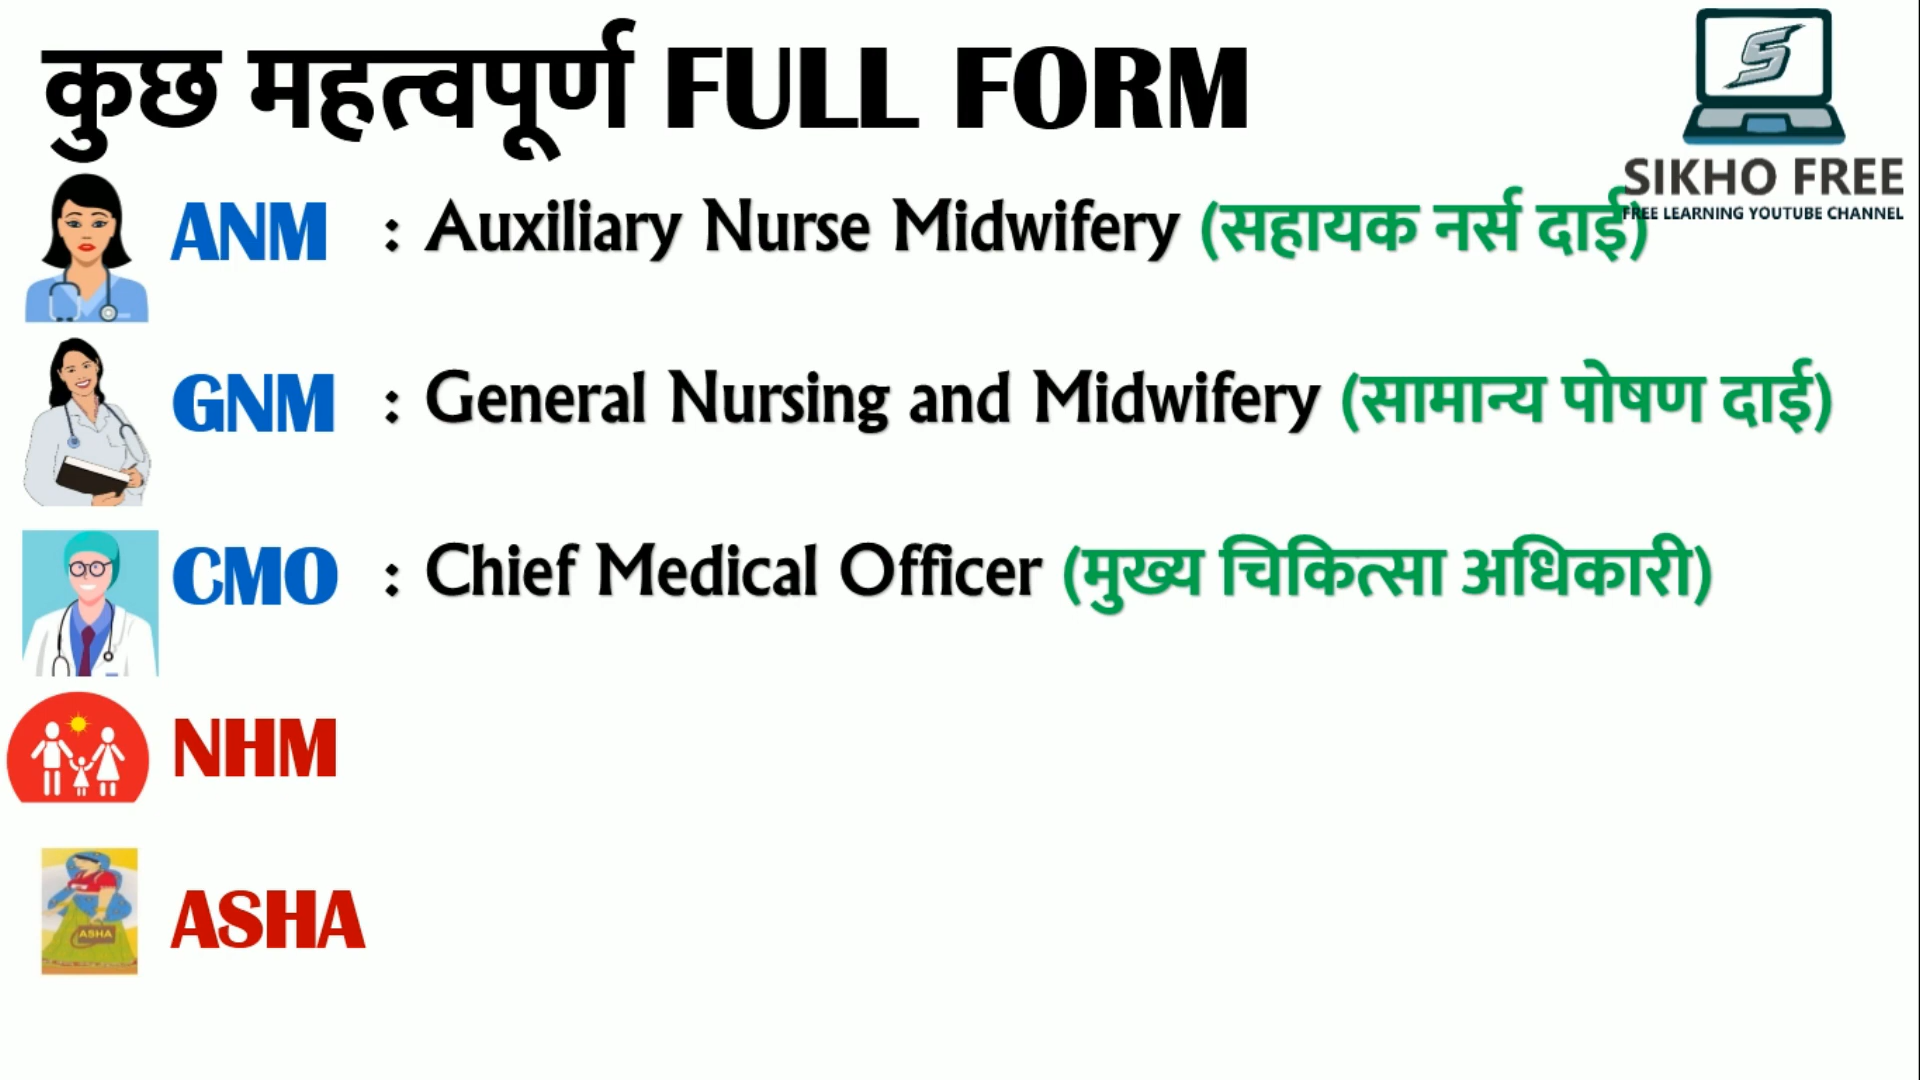 कुछ महत्वपूर्ण FULL FORM
SIKHO FREE
FREE LEARNING YOUTUBE CHANNEL
ANM : Auxiliary Nurse Midwifery (सहायक नर्स दाई)
GNM : General Nursing and Midwifery (सामान्य पोषण दाई)
CMO : Chief Medical Officer (मुख्य चिकित्सा अधिकारी)
NHM
ASHA
ASHA